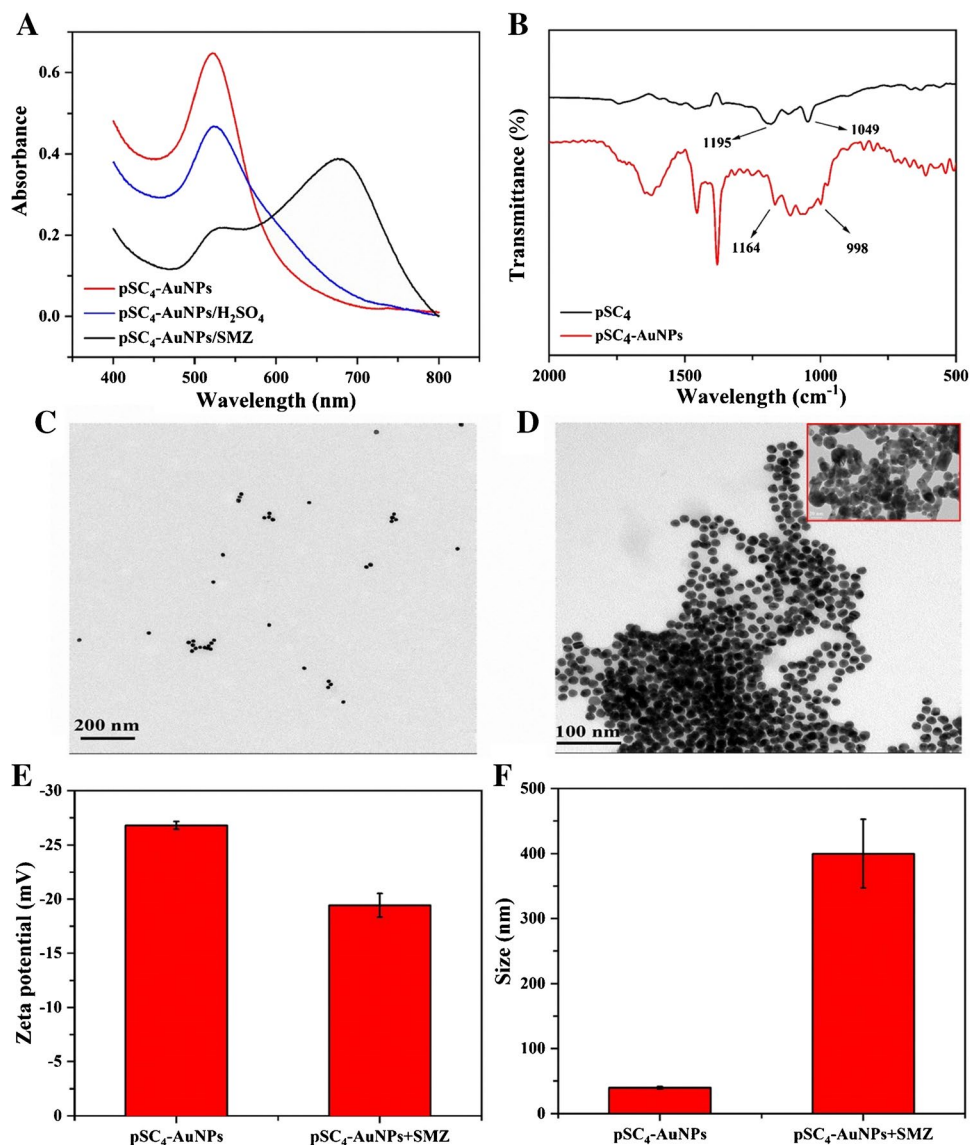 A
Absorbance
0.6
0.4
0.2
0.0
pSC₄-AuNPs
pSC₄-AuNPs/H₂SO₄
pSC₄-AuNPs/SMZ
400 500 600 700 800
Wavelength (nm)
B
Transmittance (%)
1195
1049
1164
998
pSC₄
pSC₄-AuNPs
2000 1500 1000 500
Wavelength (cm⁻¹)
C
200 nm
D
100 nm
E
Zeta potential (mV)
-30
-25
-20
-15
-10
-5
0
pSC₄-AuNPs pSC₄-AuNPs+SMZ
F
Size (nm)
500
400
300
200
100
0
pSC₄-AuNPs pSC₄-AuNPs+SMZ